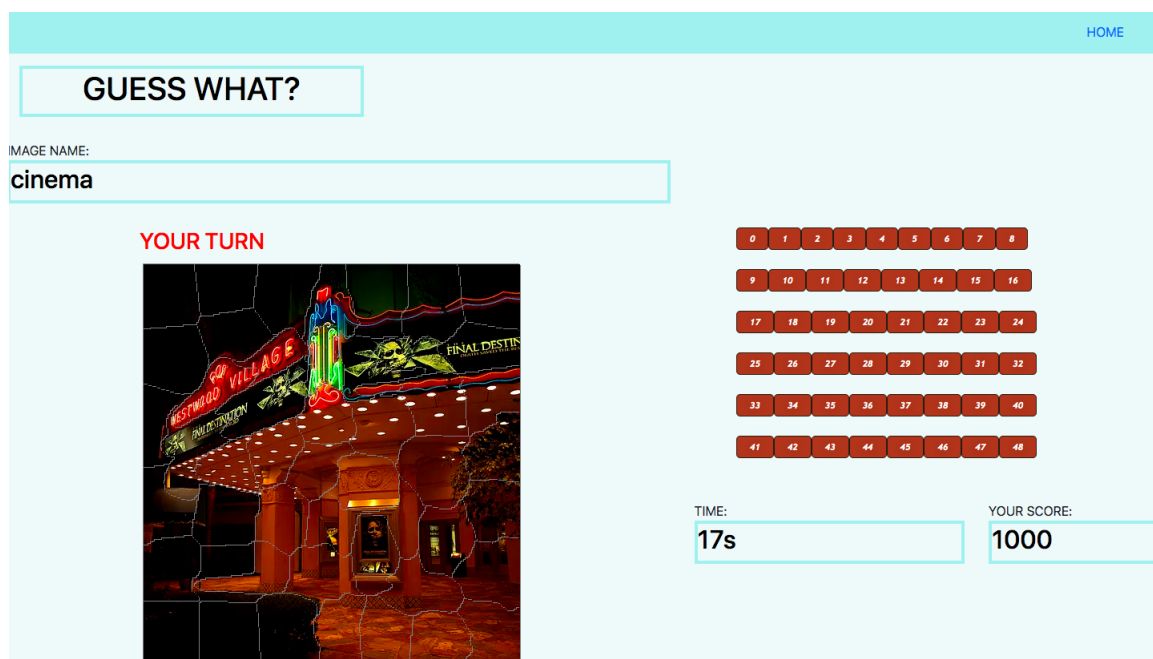 HOME
GUESS WHAT?
IMAGE NAME:
cinema
YOUR TURN
0 1 2 3 4 5 6 7 8
9 10 11 12 13 14 15 16
17 18 19 20 21 22 23 24
25 26 27 28 29 30 31 32
33 34 35 36 37 38 39 40
41 42 43 44 45 46 47 48
FINAL DESTIN
WESTWOOD VILLAGE
FINAL DESTINATION
TIME:
17s
YOUR SCORE:
1000